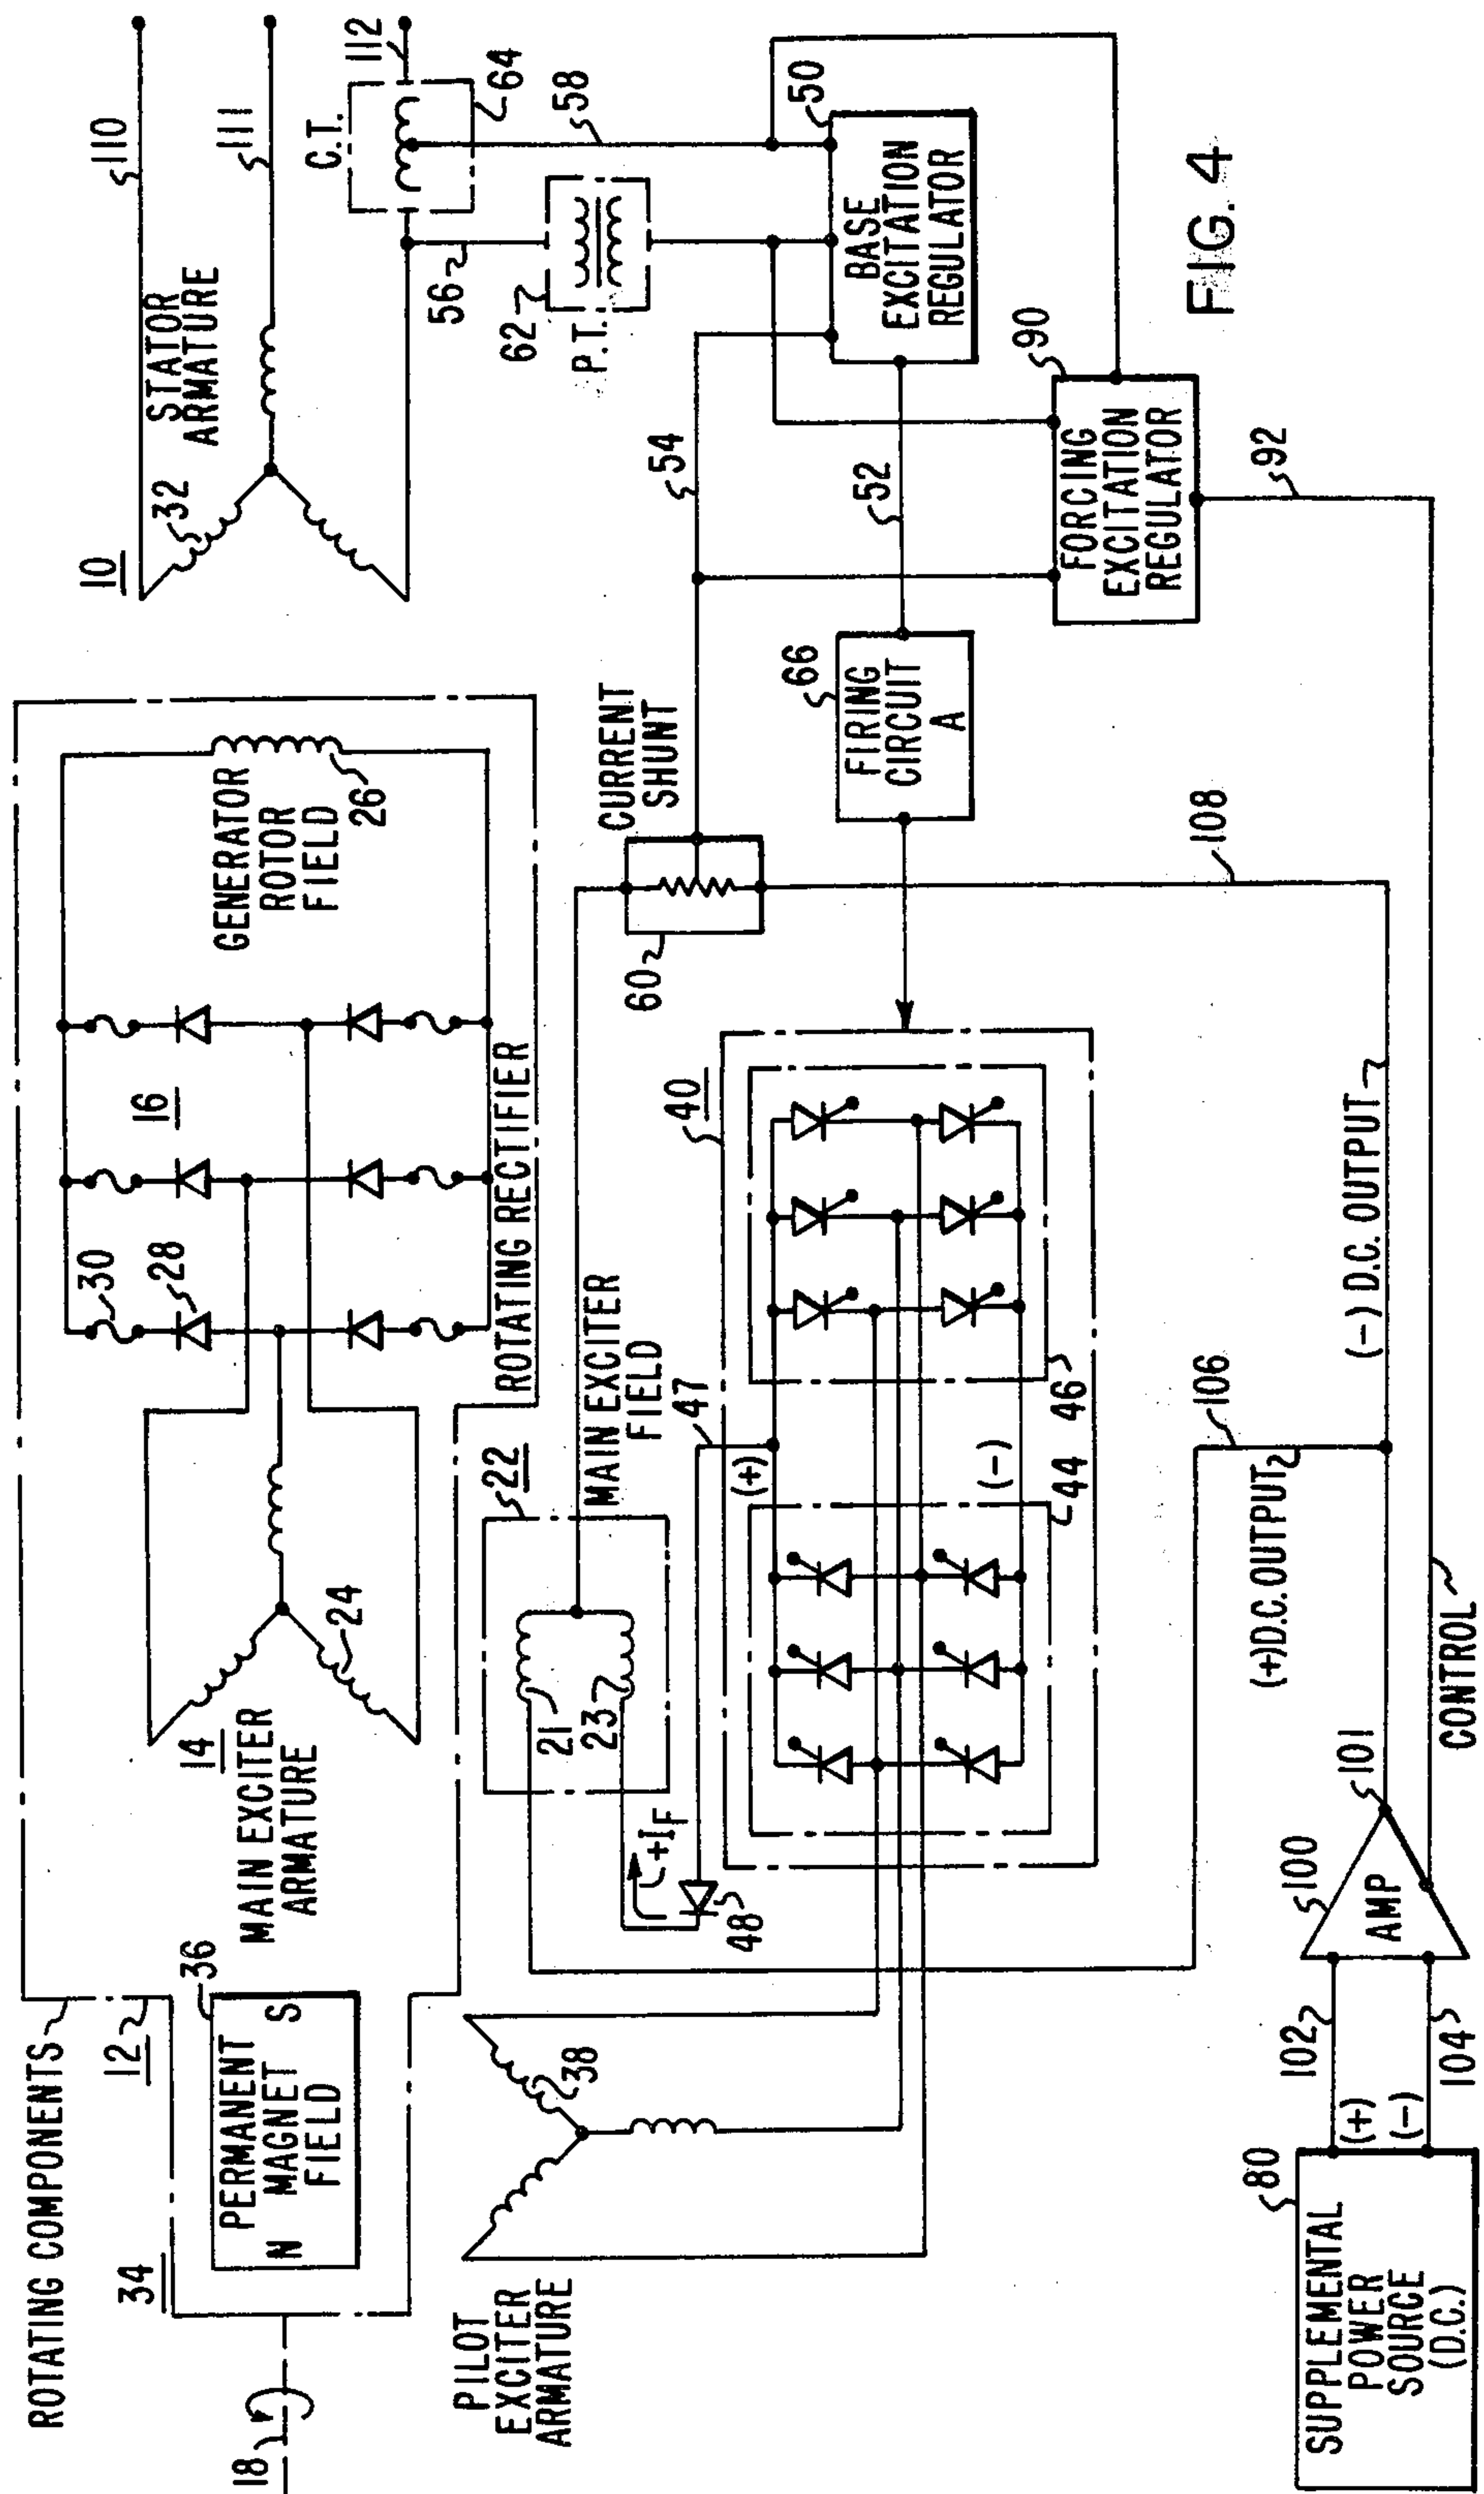 ROTATING COMPONENTS
12
34
18
36
PERMANENT
N MAGNET S
FIELD
14
MAIN EXCITER
ARMATURE
24
30
28
16
ROTATING RECTIFIER
GENERATOR
ROTOR
FIELD
26
10
32
STATOR
ARMATURE
110
111
112
C.T.
64
56
62
P.T.
58
50
BASE
EXCITATION
REGULATOR
PILOT
EXCITER
ARMATURE
38
22
21
23
MAIN EXCITER
FIELD
+IF
48
47
(+)
(-)
40
44
46
CURRENT
SHUNT
60
54
52
66
FIRING
CIRCUIT
A
90
FORCING
EXCITATION
REGULATOR
92
80
SUPPLEMENTAL
POWER
SOURCE
(D.C.)
(+)
(-)
102
104
100
AMP
101
CONTROL
(+)D.C. OUTPUT
106
(-) D.C. OUTPUT
108
FIG. 4